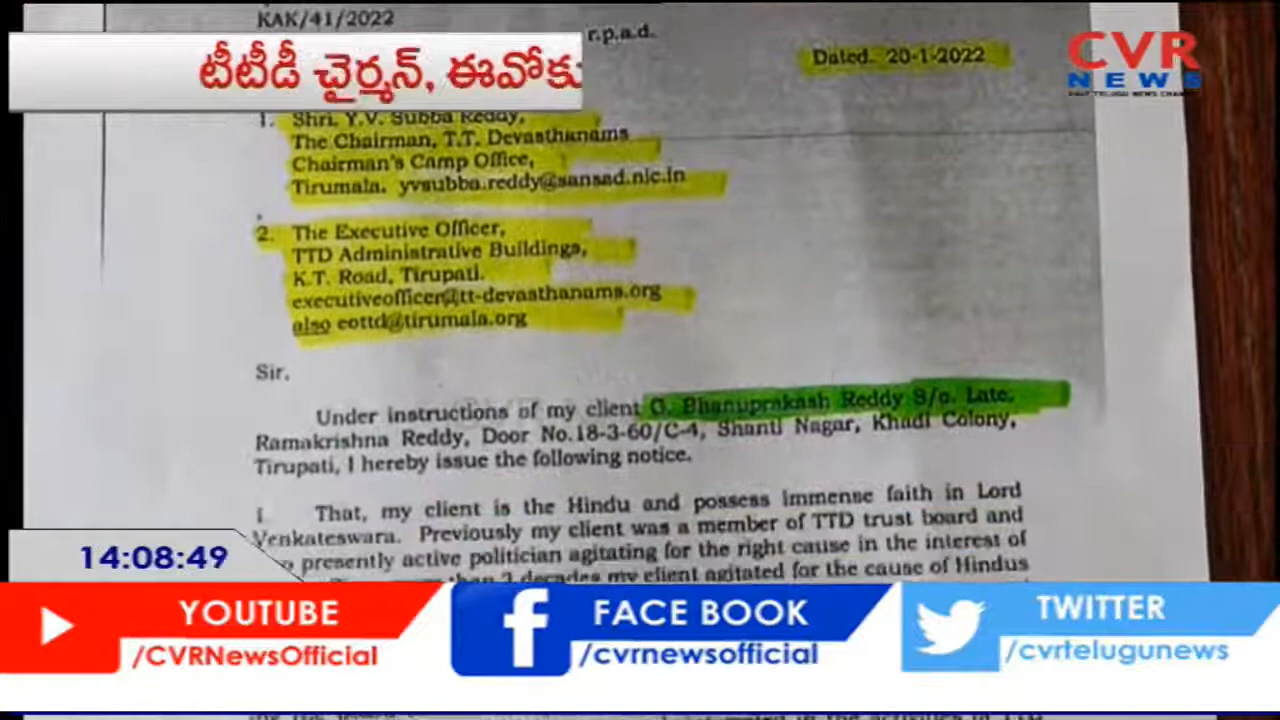 KAK/41/2022
r.p.a.d.
Dated. 20-1-2022
CVR
NEWS
టీటీడీ చైర్మన్, ఈవోకు
1. Shri. Y.V. Subba Reddy,
The Chairman, T.T. Devasthanams
Chairman's Camp Office,
Tirumala. yvsubba.reddy@sansad.nic.in
2. The Executive Officer,
TTD Administrative Buildings,
K.T. Road, Tirupati.
executiveofficer@tt-devasthanams.org
also eottd@tirumala.org
Sir.
Under instructions of my client G. Bhanuprakash Reddy S/o. Late.
Ramakrishna Reddy, Door No.18-3-60/C-4, Shanti Nagar, Khadi Colony,
Tirupati, I hereby issue the following notice.
1. That, my client is the Hindu and possess immense faith in Lord
Venkateswara. Previously my client was a member of TTD trust board and
presently active politician agitating for the right cause in the interest of
2 decades my client agitated for the cause of Hindus
14:08:49
YOUTUBE
/CVRNewsOfficial
FACE BOOK
/cvrnewsofficial
TWITTER
/cvrtelugunews